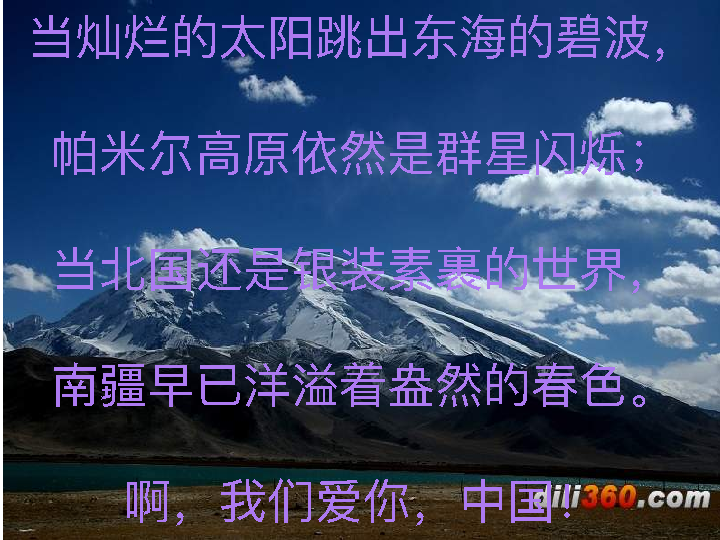 当灿烂的太阳跳出东海的碧波，
帕米尔高原依然是群星闪烁；
当北国还是银装素裹的世界，
南疆早已洋溢着盎然的春色。
啊，我们爱你，中国！
dili360.com